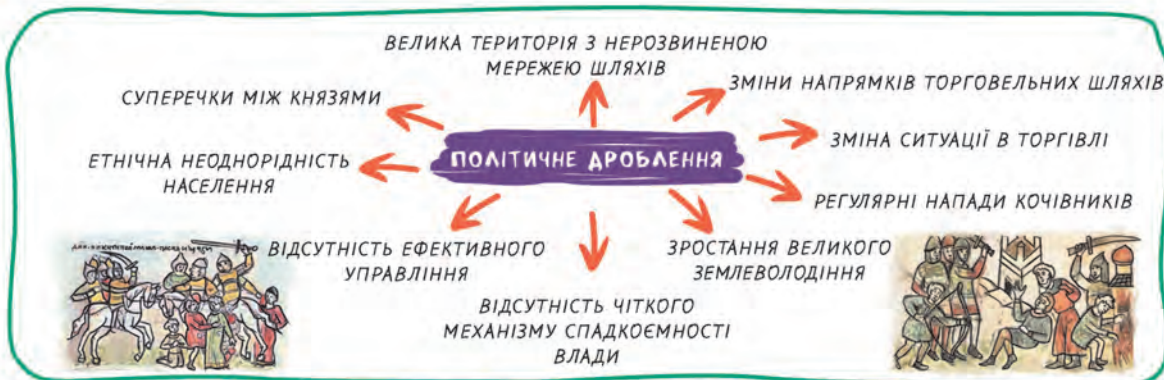 ВЕЛИКА ТЕРИТОРІЯ З НЕРОЗВИНЕНОЮ
МЕРЕЖЕЮ ШЛЯХІВ
СУПЕРЕЧКИ МІЖ КНЯЗЯМИ
ЗМІНИ НАПРЯМКІВ ТОРГОВЕЛЬНИХ ШЛЯХІВ
ПОЛІТИЧНЕ ДРОБЛЕННЯ
ЕТНІЧНА НЕОДНОРІДНІСТЬ
НАСЕЛЕННЯ
ЗМІНА СИТУАЦІЇ В ТОРГІВЛІ
РЕГУЛЯРНІ НАПАДИ КОЧІВНИКІВ
ВІДСУТНІСТЬ ЕФЕКТИВНОГО
УПРАВЛІННЯ
ЗРОСТАННЯ ВЕЛИКОГО
ЗЕМЛЕВОЛОДІННЯ
ВІДСУТНІСТЬ ЧІТКОГО
МЕХАНІЗМУ СПАДКОЄМНОСТІ
ВЛАДИ